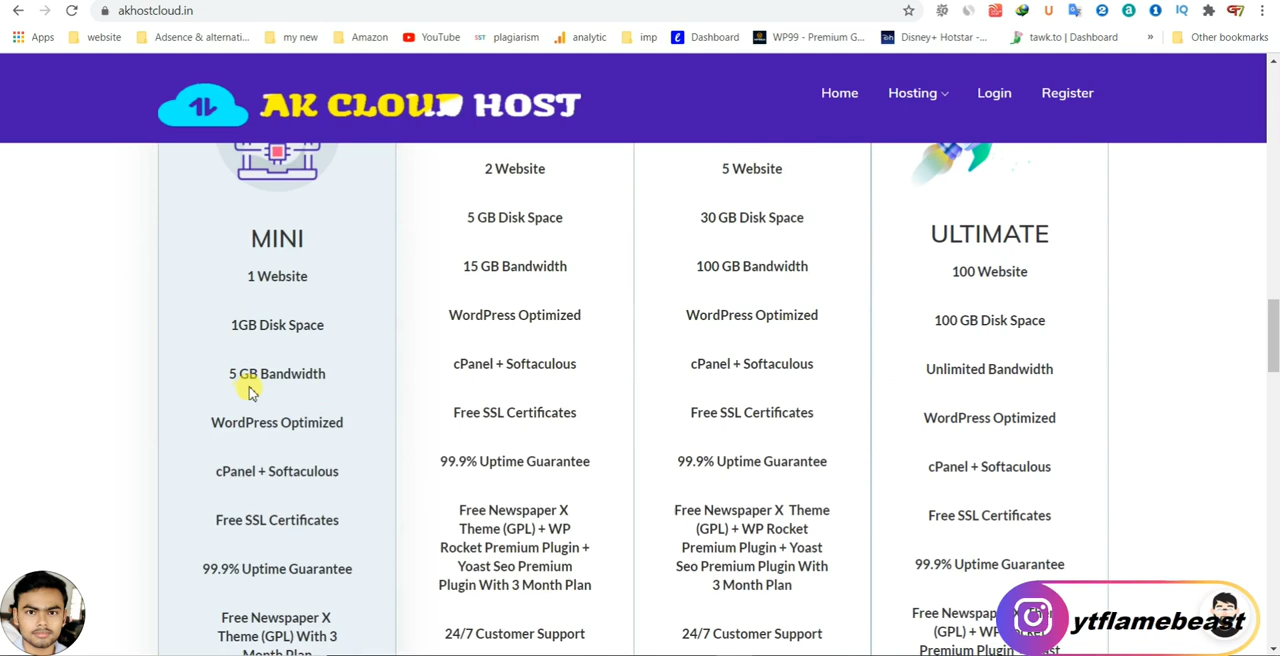 akhostcloud.in
Apps website Adsence & alternati... my new Amazon YouTube SST plagiarism analytic imp Dashboard WP99 - Premium G... Disney+ Hotstar -... tawk.to | Dashboard » Other bookmarks
AK CLOUD HOST
Home Hosting Login Register
MINI
1 Website
1GB Disk Space
5 GB Bandwidth
WordPress Optimized
cPanel + Softaculous
Free SSL Certificates
99.9% Uptime Guarantee
Free Newspaper X
Theme (GPL) With 3
Month Plan
2 Website
5 GB Disk Space
15 GB Bandwidth
WordPress Optimized
cPanel + Softaculous
Free SSL Certificates
99.9% Uptime Guarantee
Free Newspaper X
Theme (GPL) + WP
Rocket Premium Plugin +
Yoast Seo Premium
Plugin With 3 Month Plan
24/7 Customer Support
5 Website
30 GB Disk Space
100 GB Bandwidth
WordPress Optimized
cPanel + Softaculous
Free SSL Certificates
99.9% Uptime Guarantee
Free Newspaper X Theme
(GPL) + WP Rocket
Premium Plugin + Yoast
Seo Premium Plugin With
3 Month Plan
24/7 Customer Support
ULTIMATE
100 Website
100 GB Disk Space
Unlimited Bandwidth
WordPress Optimized
cPanel + Softaculous
Free SSL Certificates
99.9% Uptime Guarantee
Free Newspaper
(GPL) + WP
Premium
ytflamebeast